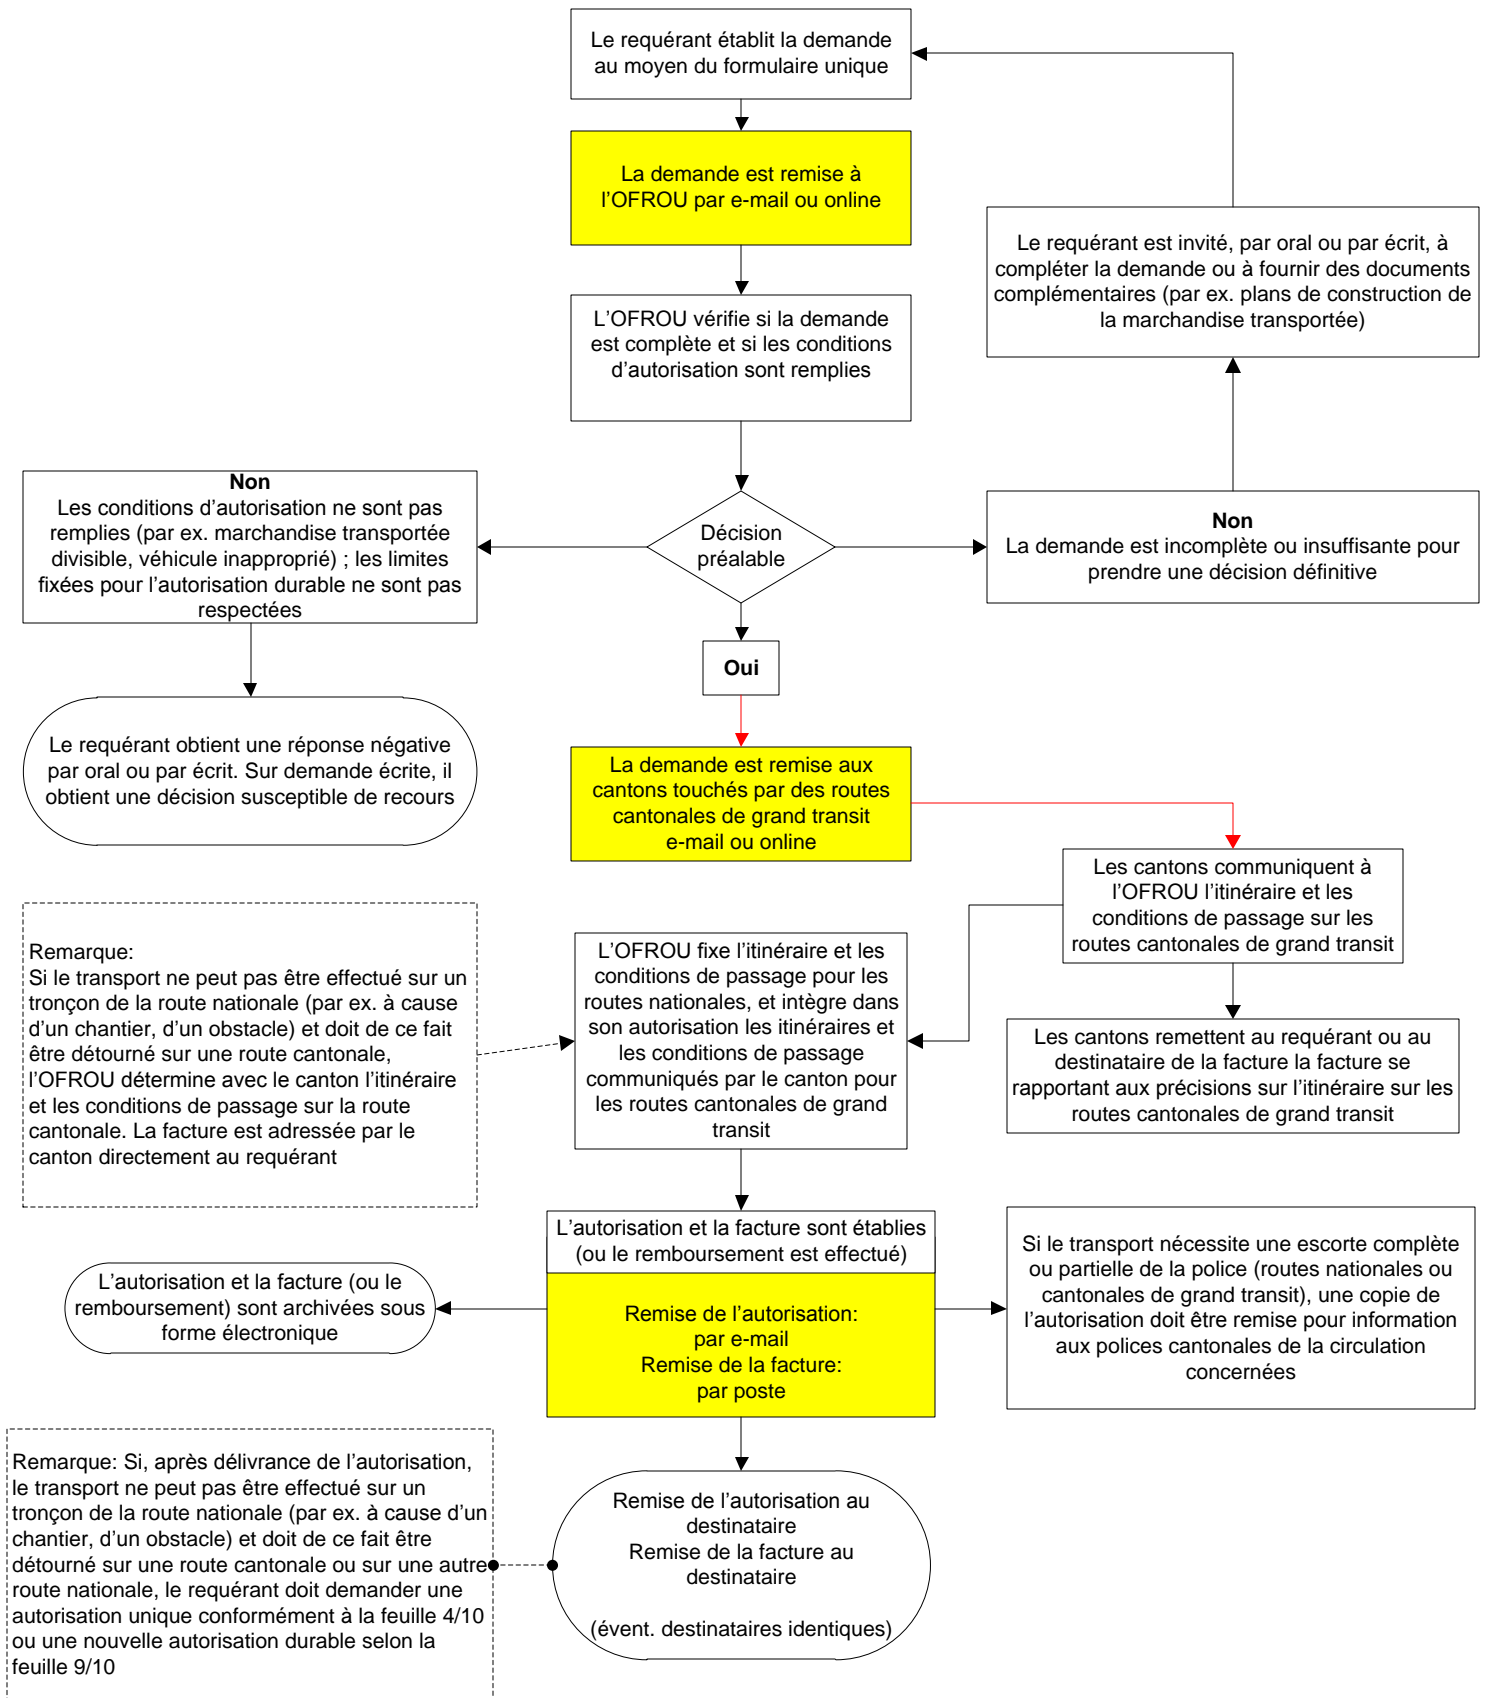 Le requérant établit la demande
au moyen du formulaire unique
La demande est remise à
l'OFROU par e-mail ou online
Le requérant est invité, par oral ou par écrit, à
compléter la demande ou à fournir des documents
complémentaires (par ex. plans de construction de
la marchandise transportée)
L'OFROU vérifie si la demande
est complète et si les conditions
d'autorisation sont remplies
Non
Les conditions d'autorisation ne sont pas
remplies (par ex. marchandise transportée
divisible, véhicule inapproprié) ; les limites
fixées pour l'autorisation durable ne sont pas
respectées
Décision
préalable
Non
La demande est incomplète ou insuffisante pour
prendre une décision définitive
Oui
Le requérant obtient une réponse négative
par oral ou par écrit. Sur demande écrite, il
obtient une décision susceptible de recours
La demande est remise aux
cantons touchés par des routes
cantonales de grand transit
e-mail ou online
Les cantons communiquent à
l'OFROU l'itinéraire et les
conditions de passage sur les
routes cantonales de grand transit
Remarque:
Si le transport ne peut pas être effectué sur un
tronçon de la route nationale (par ex. à cause
d'un chantier, d'un obstacle) et doit de ce fait
être détourné sur une route cantonale,
l'OFROU détermine avec le canton l'itinéraire
et les conditions de passage sur la route
cantonale. La facture est adressée par le
canton directement au requérant
L'OFROU fixe l'itinéraire et les
conditions de passage pour les
routes nationales, et intègre dans
son autorisation les itinéraires et
les conditions de passage
communiqués par le canton pour
les routes cantonales de grand
transit
Les cantons remettent au requérant ou au
destinataire de la facture la facture se
rapportant aux précisions sur l'itinéraire sur les
routes cantonales de grand transit
L'autorisation et la facture sont établies
(ou le remboursement est effectué)
Remise de l'autorisation:
par e-mail
Remise de la facture:
par poste
L'autorisation et la facture (ou le
remboursement) sont archivées sous
forme électronique
Si le transport nécessite une escorte complète
ou partielle de la police (routes nationales ou
cantonales de grand transit), une copie de
l'autorisation doit être remise pour information
aux polices cantonales de la circulation
concernées
Remarque: Si, après délivrance de l'autorisation,
le transport ne peut pas être effectué sur un
tronçon de la route nationale (par ex. à cause d'un
chantier, d'un obstacle) et doit de ce fait être
détourné sur une route cantonale ou sur une autre
route nationale, le requérant doit demander une
autorisation unique conformément à la feuille 4/10
ou une nouvelle autorisation durable selon la
feuille 9/10
Remise de l'autorisation au
destinataire
Remise de la facture au
destinataire
(évent. destinataires identiques)